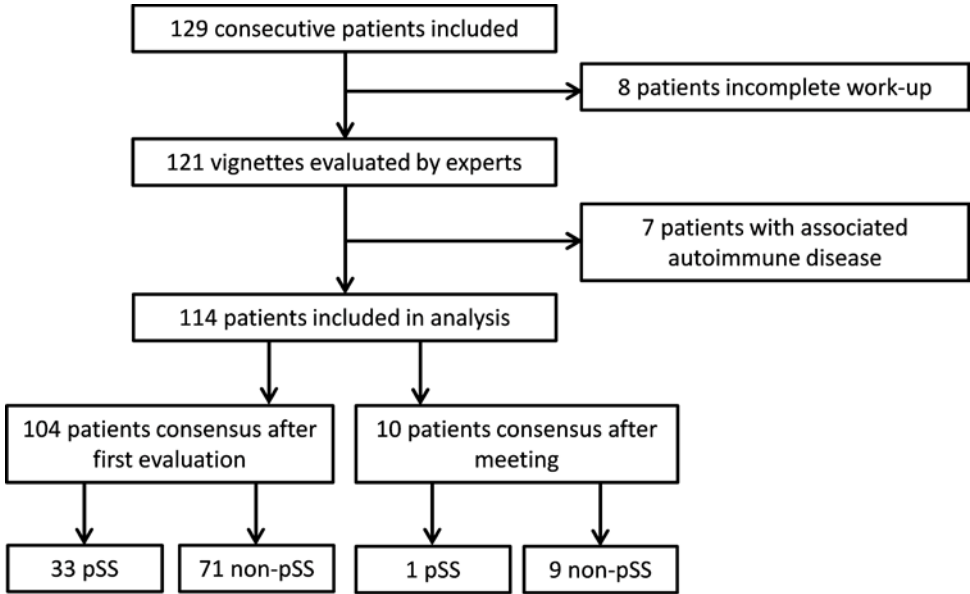 129 consecutive patients included
8 patients incomplete work-up
121 vignettes evaluated by experts
7 patients with associated
autoimmune disease
114 patients included in analysis
104 patients consensus after
first evaluation
10 patients consensus after
meeting
33 pSS
71 non-pSS
1 pSS
9 non-pSS